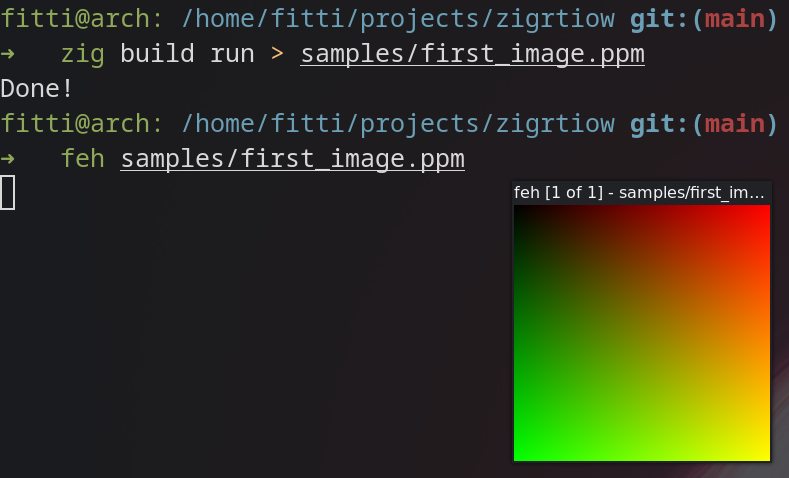 fitti@arch: /home/fitti/projects/zigrtiow git:(main)
➜ zig build run > samples/first_image.ppm
Done!
fitti@arch: /home/fitti/projects/zigrtiow git:(main)
➜ feh samples/first_image.ppm
feh [1 of 1] - samples/first_im...